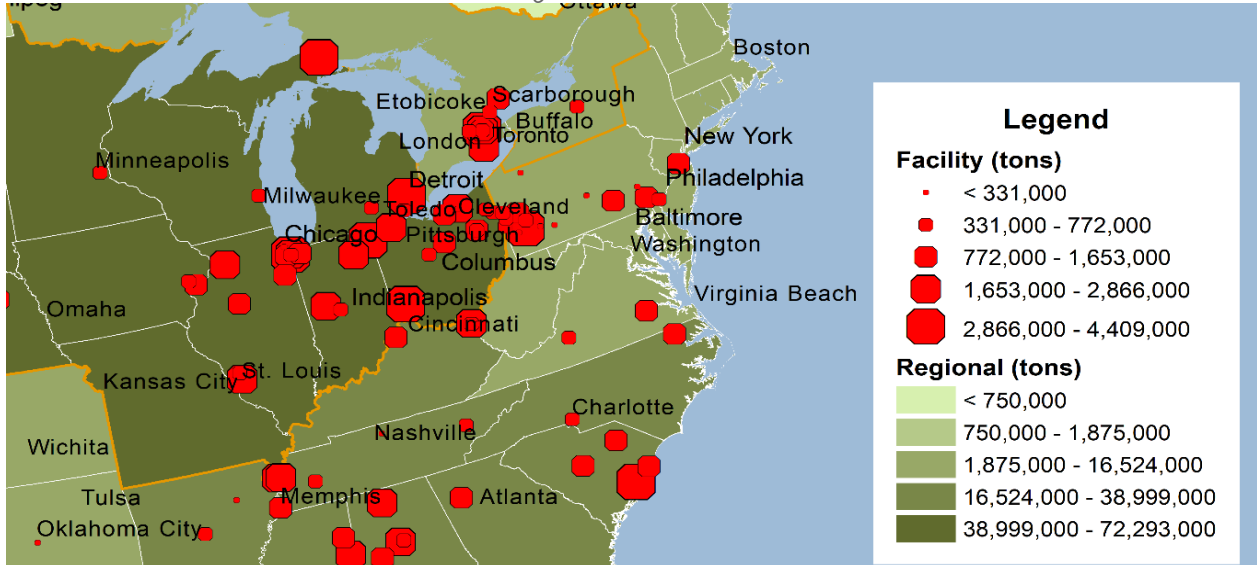 Ottawa
Boston
Scarborough
Etobicoke
Buffalo
Toronto
London
New York
Minneapolis
Detroit
Philadelphia
Milwaukee
Toledo
Cleveland
Baltimore
Chicago
Pittsburgh
Washington
Columbus
Omaha
Indianapolis
Virginia Beach
Cincinnati
St. Louis
Kansas City
Charlotte
Nashville
Wichita
Tulsa
Memphis
Atlanta
Oklahoma City
Legend
Facility (tons)
< 331,000
331,000 - 772,000
772,000 - 1,653,000
1,653,000 - 2,866,000
2,866,000 - 4,409,000
Regional (tons)
< 750,000
750,000 - 1,875,000
1,875,000 - 16,524,000
16,524,000 - 38,999,000
38,999,000 - 72,293,000